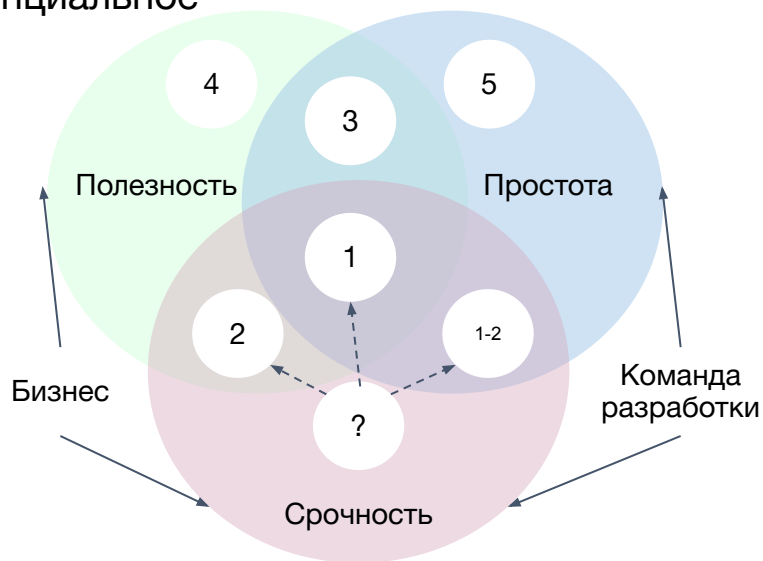 4
5
3
Полезность
Простота
1
2
1-2
Бизнес
Команда
разработки
?
Срочность